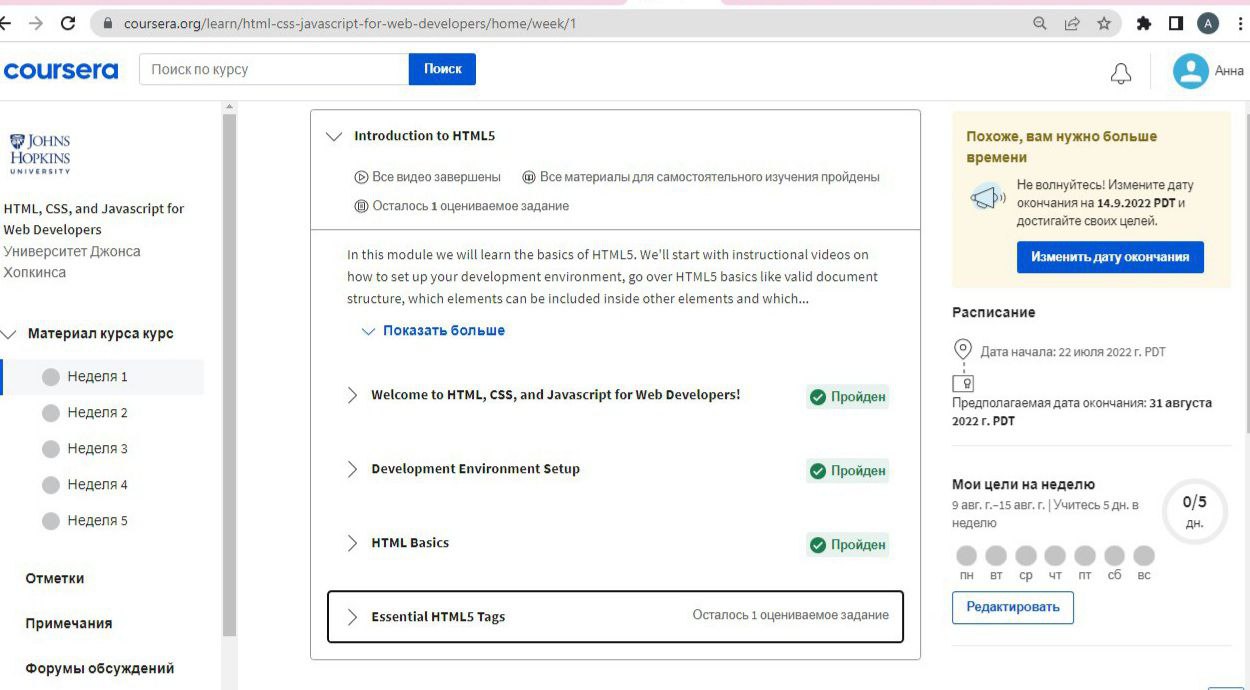 coursera.org/learn/html-css-javascript-for-web-developers/home/week/1
A
coursera
Поиск по курсу
Поиск
Анна
JOHNS
HOPKINS
UNIVERSITY
HTML, CSS, and Javascript for
Web Developers
Университет Джонса
Хопкинса
Материал курса курс
Неделя 1
Неделя 2
Неделя 3
Неделя 4
Неделя 5
Отметки
Примечания
Форумы обсуждений
Introduction to HTML5
Все видео завершены
Все материалы для самостоятельного изучения пройдены
Осталось 1 оцениваемое задание
In this module we will learn the basics of HTML5. We'll start with instructional videos on
how to set up your development environment, go over HTML5 basics like valid document
structure, which elements can be included inside other elements and which...
Показать больше
Welcome to HTML, CSS, and Javascript for Web Developers!
Пройден
Development Environment Setup
Пройден
HTML Basics
Пройден
Essential HTML5 Tags
Осталось 1 оцениваемое задание
Похоже, вам нужно больше
времени
Не волнуйтесь! Измените дату
окончания на 14.9.2022 PDT и
достигайте своих целей.
Изменить дату окончания
Расписание
Дата начала: 22 июля 2022 г. PDT
Предполагаемая дата окончания: 31 августа
2022 г. PDT
Мои цели на неделю
9 авг. г.–15 авг. г. | Учитесь 5 дн. в
неделю
0/5
дн.
пн вт ср чт пт сб вс
Редактировать